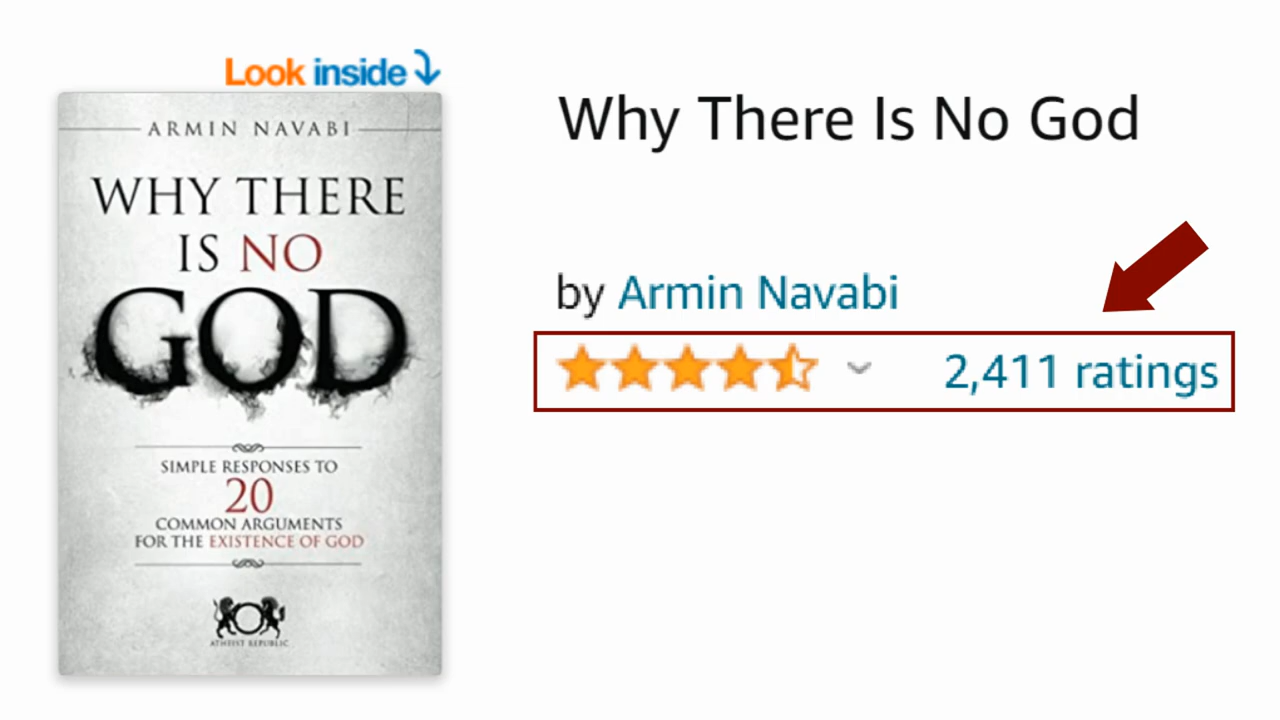 Look inside
ARMIN NAVABI
WHY THERE
IS NO
GOD
SIMPLE RESPONSES TO
20
COMMON ARGUMENTS
FOR THE EXISTENCE OF GOD
ATHEIST REPUBLIC
Why There Is No God
by Armin Navabi
2,411 ratings